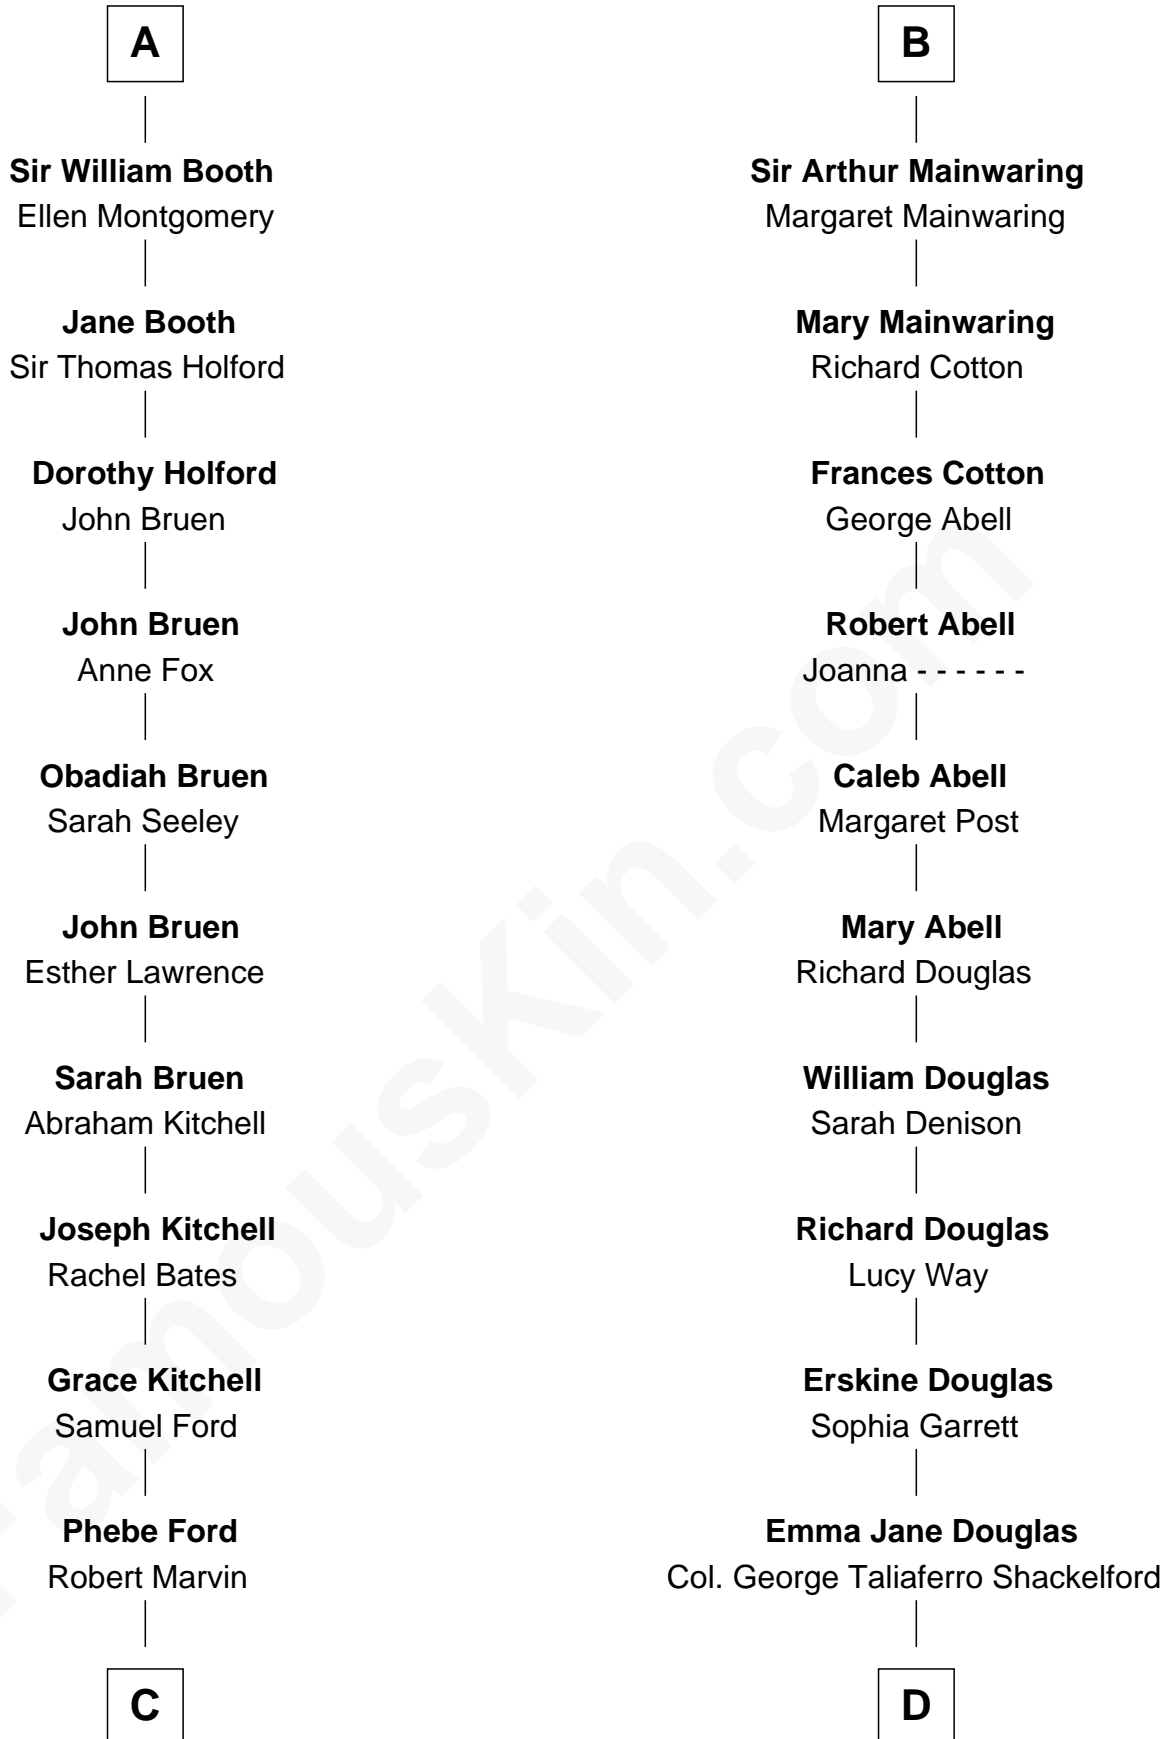 A
Sir William Booth
Ellen Montgomery
Jane Booth
Sir Thomas Holford
Dorothy Holford
John Bruen
John Bruen
Anne Fox
Obadiah Bruen
Sarah Seeley
John Bruen
Esther Lawrence
Sarah Bruen
Abraham Kitchell
Joseph Kitchell
Rachel Bates
Grace Kitchell
Samuel Ford
Phebe Ford
Robert Marvin
C
B
Sir Arthur Mainwaring
Margaret Mainwaring
Mary Mainwaring
Richard Cotton
Frances Cotton
George Abell
Robert Abell
Joanna - - - - - -
Caleb Abell
Margaret Post
Mary Abell
Richard Douglas
William Douglas
Sarah Denison
Richard Douglas
Lucy Way
Erskine Douglas
Sophia Garrett
Emma Jane Douglas
Col. George Taliaferro Shackelford
D
FamousKin.com